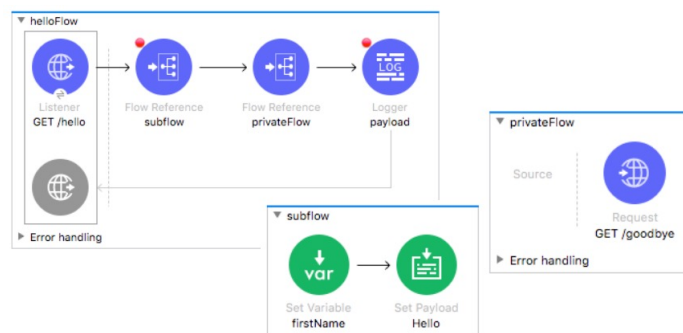 helloFlow
Listener
GET /hello
Flow Reference
subflow
Flow Reference
privateFlow
LOG
Logger
payload
Error handling
privateFlow
Source
Request
GET /goodbye
Error handling
subflow
var
Set Variable
firstName
Set Payload
Hello